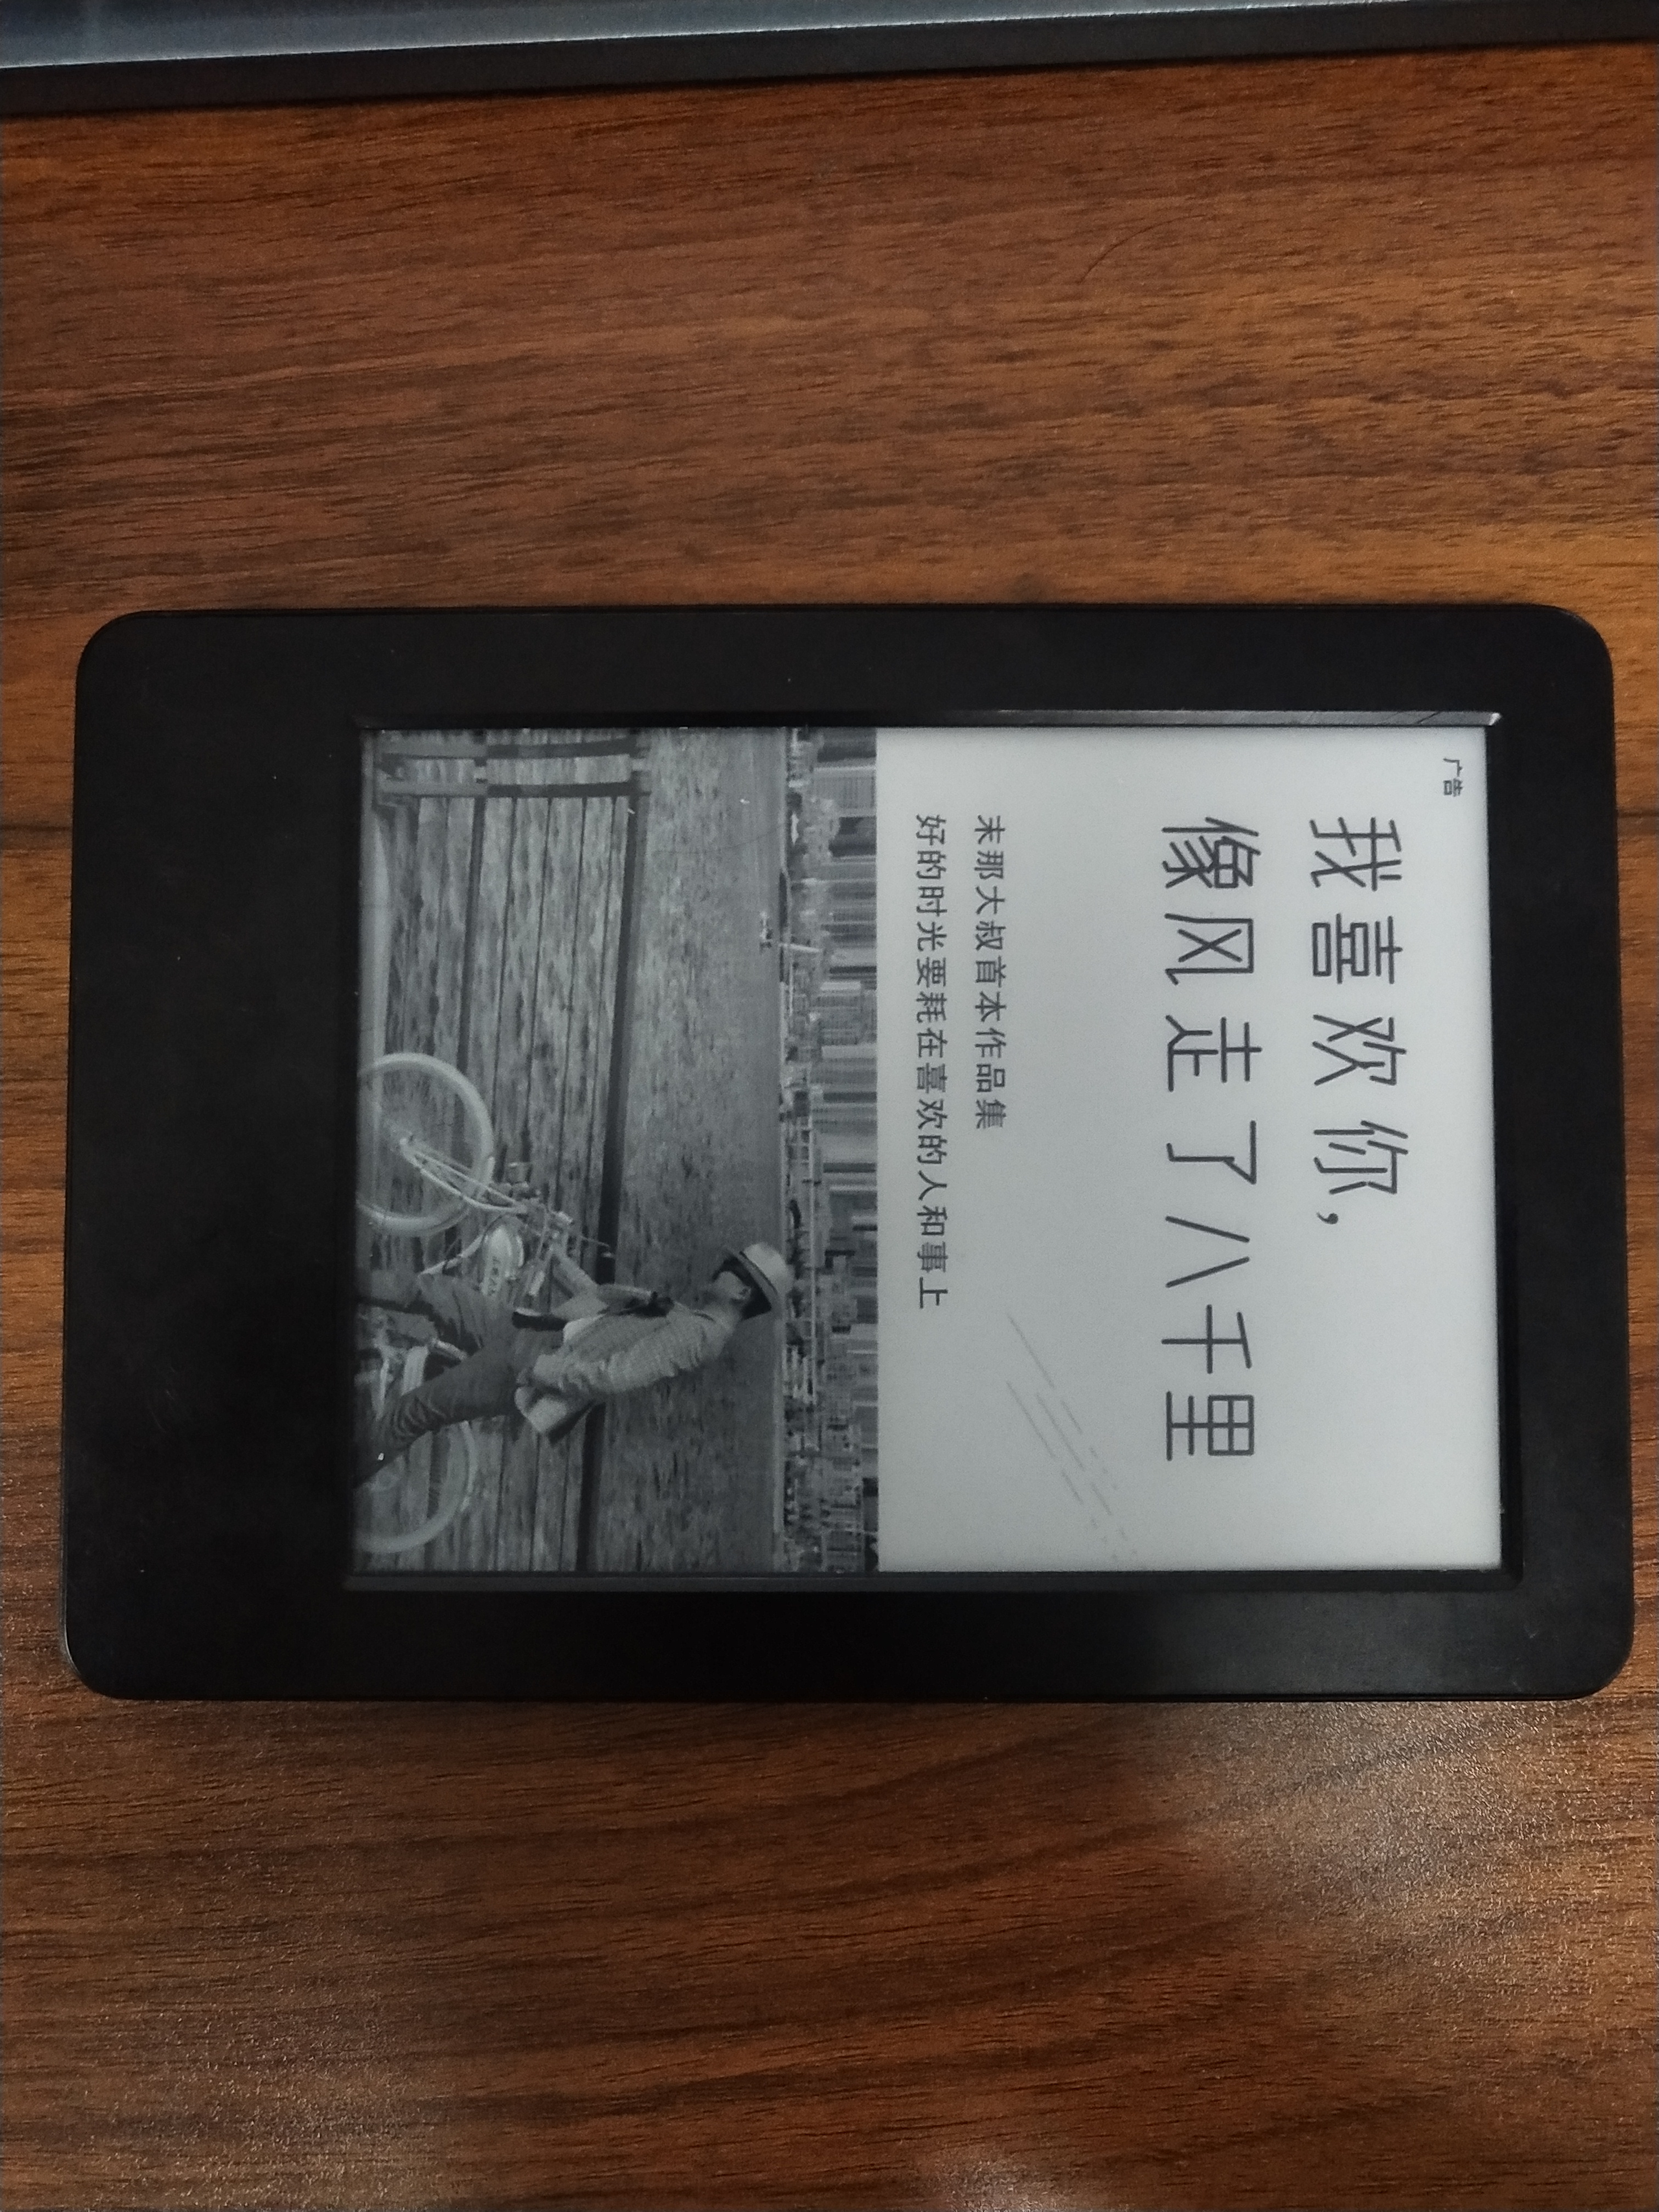 广告
我喜欢你，
像风走了八千里
末那大叔首本作品集
好的时光要耗在喜欢的人和事上